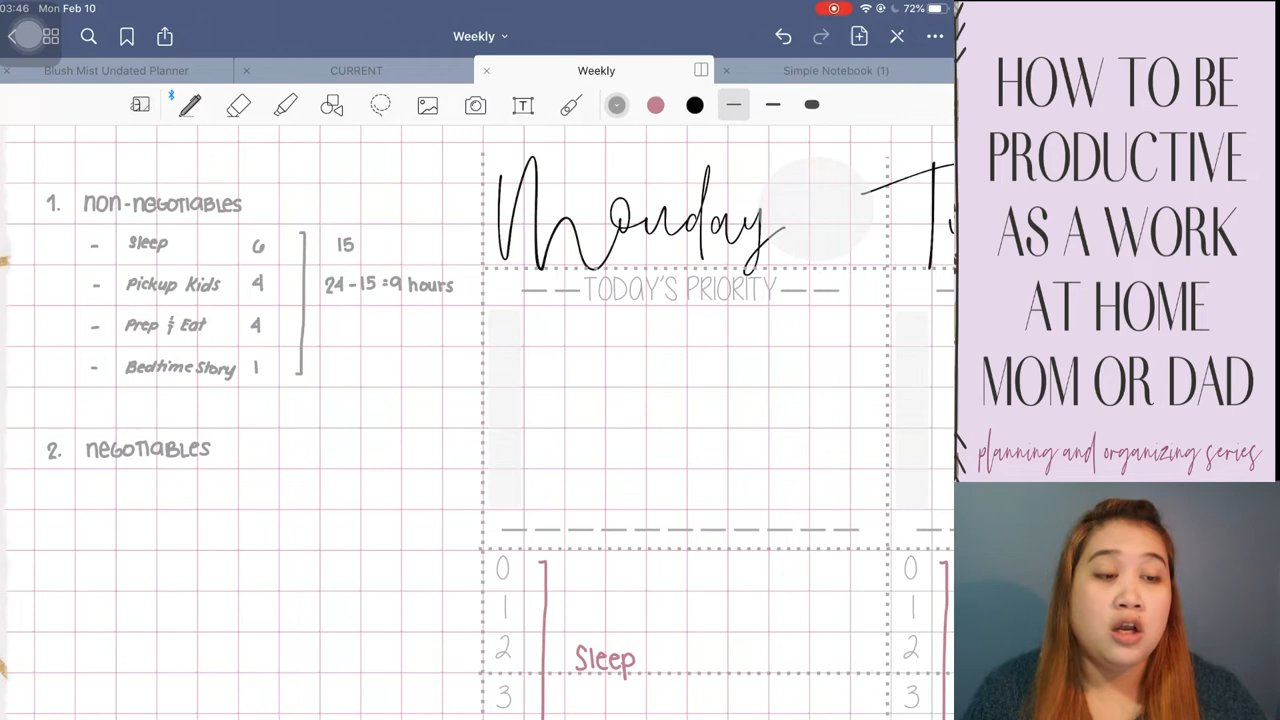 03:46 Mon Feb 10
72%
Weekly
Blush Mist Undated Planner
CURRENT
Weekly
Simple Notebook (1)
T
1. NON-NEGOTIABLES
- Sleep 6
- Pickup Kids 4
- Prep & Eat 4
- Bedtime Story 1
15
24-15=9 hours
2. NEGOTIABLES
Monday
TODAY'S PRIORITY
0
1
2
3
Sleep
Tu
0
1
2
3
HOW TO BE
PRODUCTIVE
AS A WORK
AT HOME
MOM OR DAD
planning and organizing series